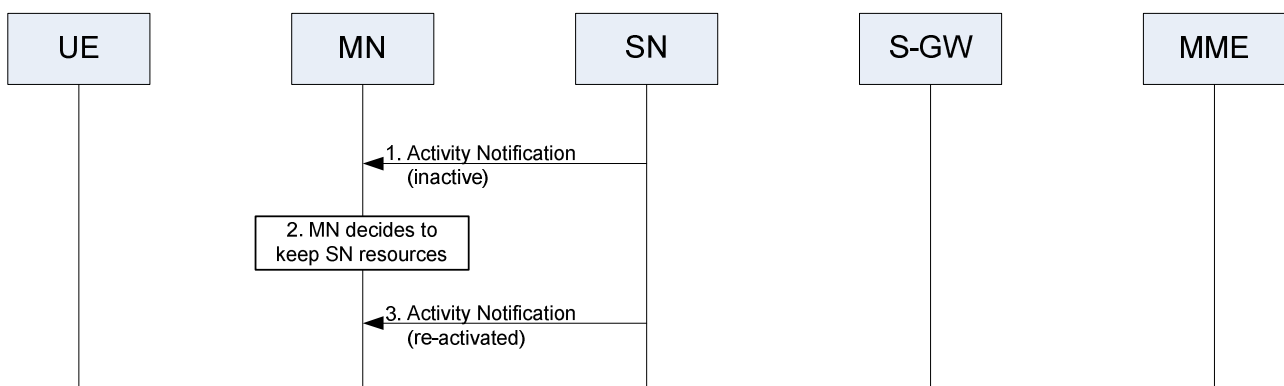 UE
MN
SN
S-GW
MME
1. Activity Notification
(inactive)
2. MN decides to
keep SN resources
3. Activity Notification
(re-activated)